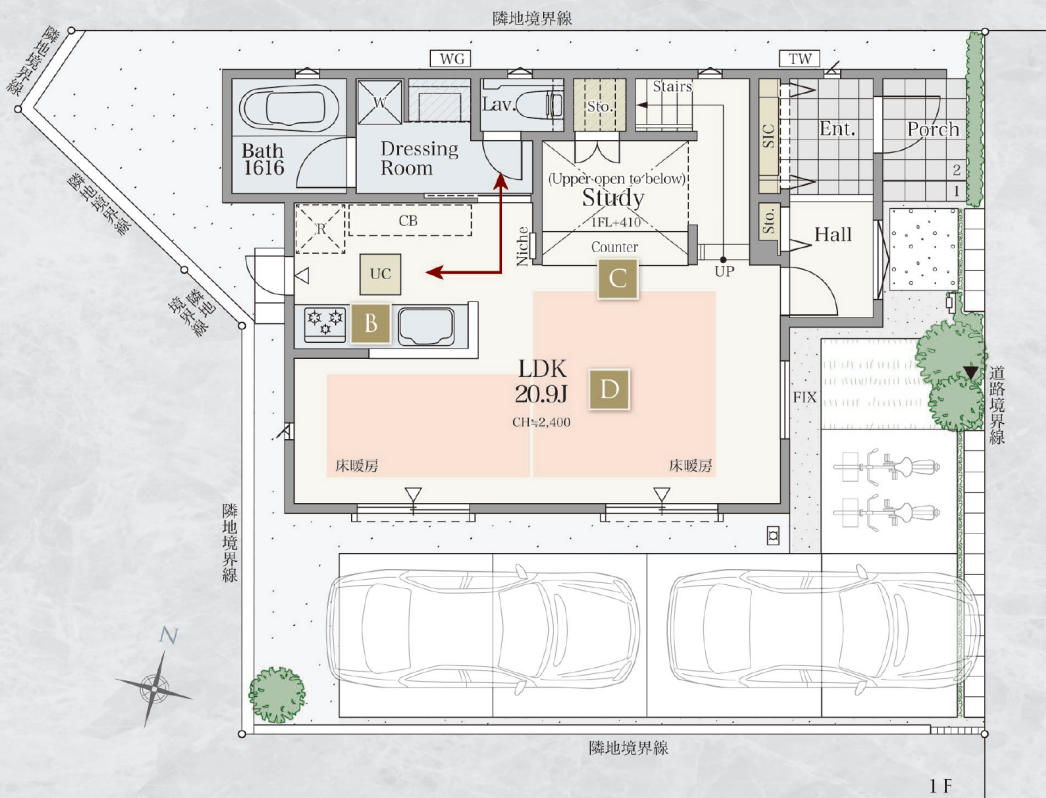 隣地境界線
隣地境界線
WG
TW
Stairs
W
Lav.
Sto.
SIC
Ent.
Porch
Bath
1616
Dressing
Room
(Upper open to below)
Study
1FL+410
2
1
隣地境界線
R
CB
Niche
Counter
Sto.
Hall
UP
UC
C
隣地
境界線
B
LDK
20.9J
CH≒2,400
D
FIX
道路境界線
床暖房
床暖房
隣地境界線
N
隣地境界線
1F